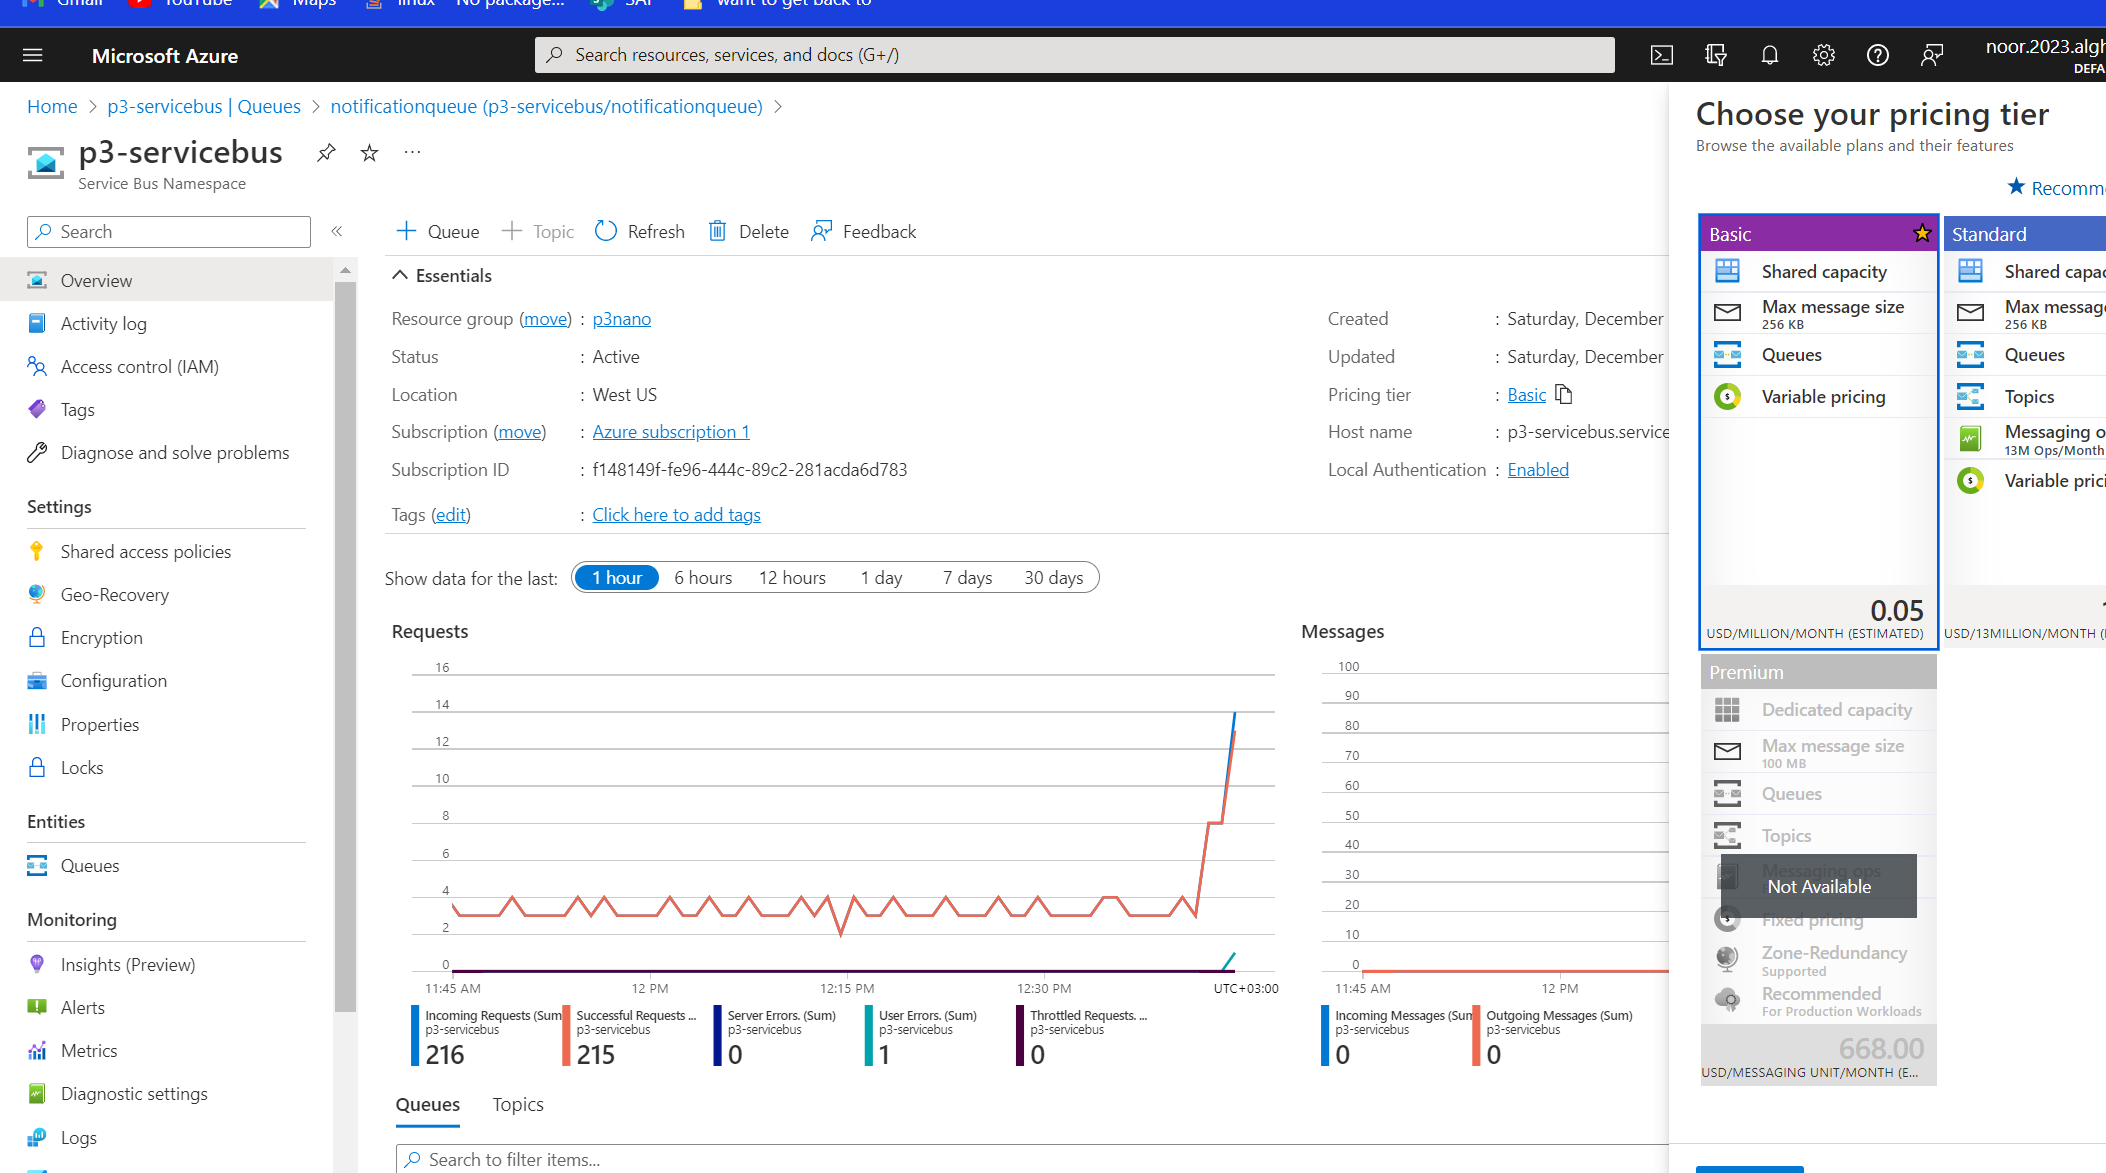 Gmail YouTube Maps linux No package... SAP want to get back to
Microsoft Azure
Search resources, services, and docs (G+/)
noor.2023.algh
DEFA
Home > p3-servicebus | Queues > notificationqueue (p3-servicebus/notificationqueue) >
p3-servicebus
...
Service Bus Namespace
Search
«
Overview
Activity log
Access control (IAM)
Tags
Diagnose and solve problems
Settings
Shared access policies
Geo-Recovery
Encryption
Configuration
Properties
Locks
Entities
Queues
Monitoring
Insights (Preview)
Alerts
Metrics
Diagnostic settings
Logs
+ Queue + Topic Refresh Delete Feedback
Essentials
Resource group (move) : p3nano
Status : Active
Location : West US
Subscription (move) : Azure subscription 1
Subscription ID : f148149f-fe96-444c-89c2-281acda6d783
Tags (edit) : Click here to add tags
Created : Saturday, December
Updated : Saturday, December
Pricing tier : Basic
Host name : p3-servicebus.service
Local Authentication : Enabled
Show data for the last: 1 hour 6 hours 12 hours 1 day 7 days 30 days
Requests
16
14
12
10
8
6
4
2
0
11:45 AM 12 PM 12:15 PM 12:30 PM UTC+03:00
Incoming Requests (Sum
p3-servicebus
216
Successful Requests ...
p3-servicebus
215
Server Errors. (Sum)
p3-servicebus
0
User Errors. (Sum)
p3-servicebus
1
Throttled Requests. ...
p3-servicebus
0
Messages
100
90
80
70
60
50
40
30
20
10
0
11:45 AM 12 PM
Incoming Messages (Sum
p3-servicebus
0
Outgoing Messages (Sum)
p3-servicebus
0
Queues Topics
Search to filter items...
Choose your pricing tier
Browse the available plans and their features
★ Recomm
Basic
Shared capacity
Max message size
256 KB
Queues
Variable pricing
0.05
USD/MILLION/MONTH (ESTIMATED)
Standard
Shared capac
Max messag
256 KB
Queues
Topics
Messaging o
13M Ops/Month
Variable prici
USD/13MILLION/MONTH (
Premium
Dedicated capacity
Max message size
100 MB
Queues
Topics
Messaging ops
Not Available
Fixed pricing
Zone-Redundancy
Supported
Recommended
For Production Workloads
668.00
USD/MESSAGING UNIT/MONTH (E...